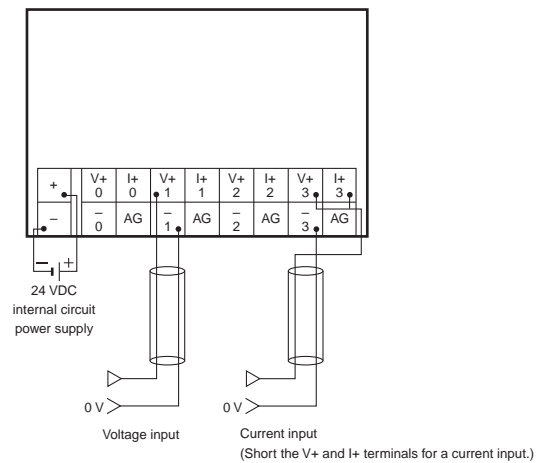 + V+ I+ V+ I+ V+ I+ V+ I+
0 0 1 1 2 2 3 3
– – AG – AG – AG – AG
0 1 2 3
– +
24 VDC
internal circuit
power supply
0 V
0 V
Voltage input
Current input
(Short the V+ and I+ terminals for a current input.)